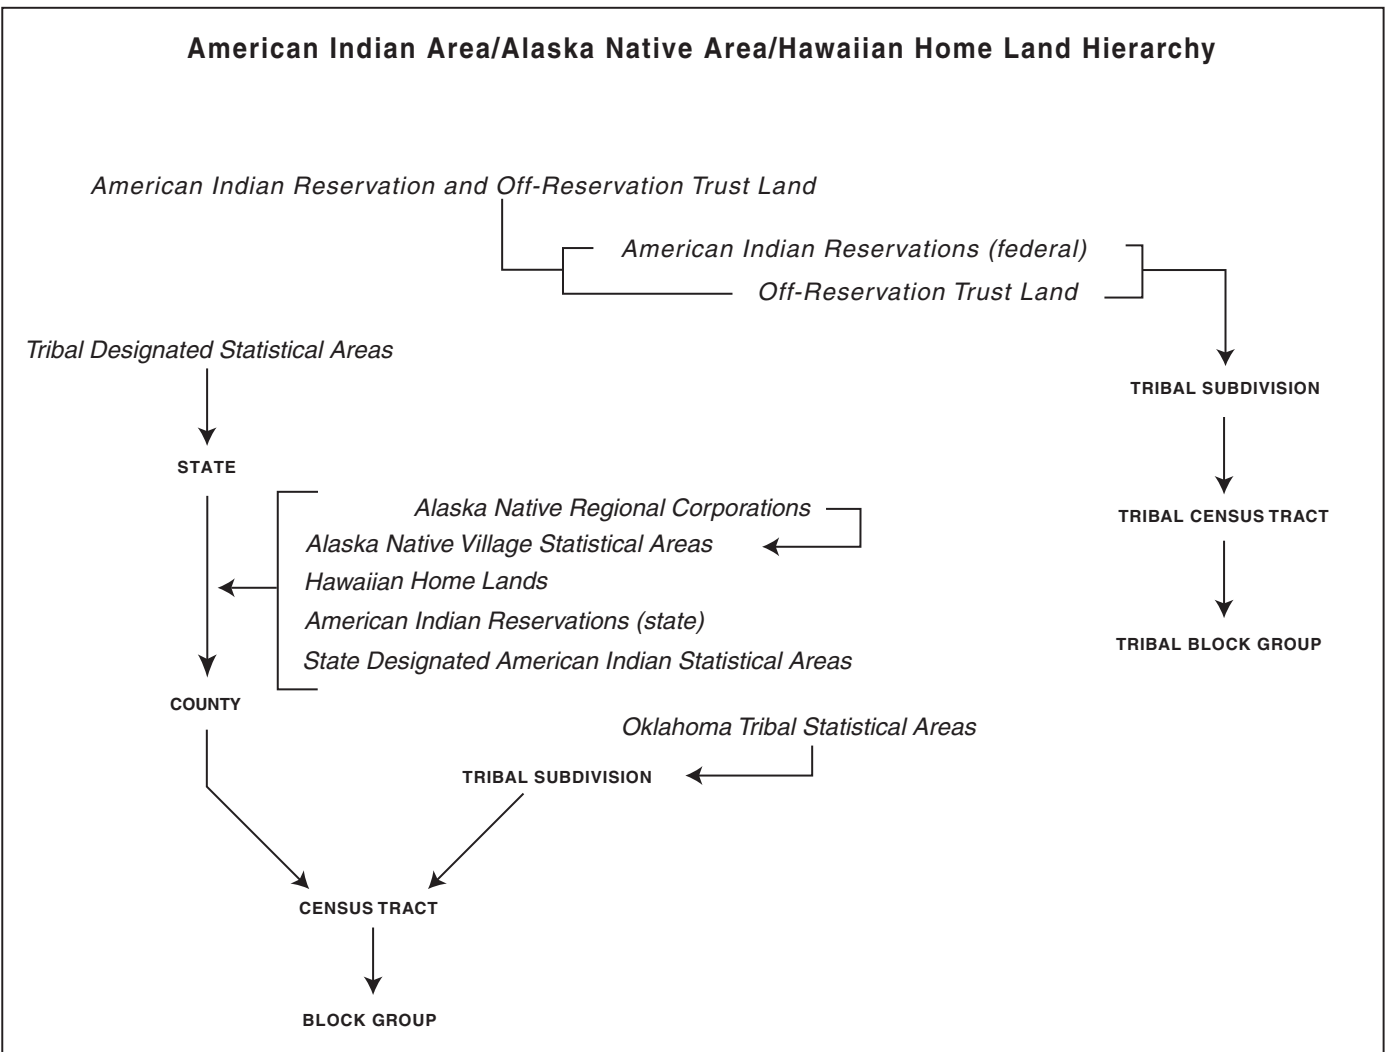 American Indian Area/Alaska Native Area/Hawaiian Home Land Hierarchy
American Indian Reservation and Off-Reservation Trust Land
American Indian Reservations (federal)
Off-Reservation Trust Land
Tribal Designated Statistical Areas
TRIBAL SUBDIVISION
STATE
Alaska Native Regional Corporations
TRIBAL CENSUS TRACT
Alaska Native Village Statistical Areas
Hawaiian Home Lands
American Indian Reservations (state)
TRIBAL BLOCK GROUP
State Designated American Indian Statistical Areas
COUNTY
Oklahoma Tribal Statistical Areas
TRIBAL SUBDIVISION
CENSUS TRACT
BLOCK GROUP